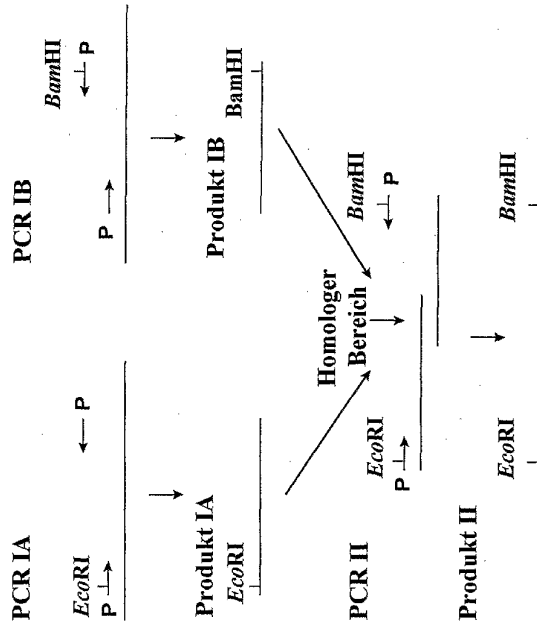 PCR IA
EcoRI
P
P
Produkt IA
EcoRI
PCR IB
BamHI
P
P
Produkt IB
BamHI
Homologer
Bereich
PCR II
EcoRI
P
BamHI
P
Produkt II
EcoRI
BamHI